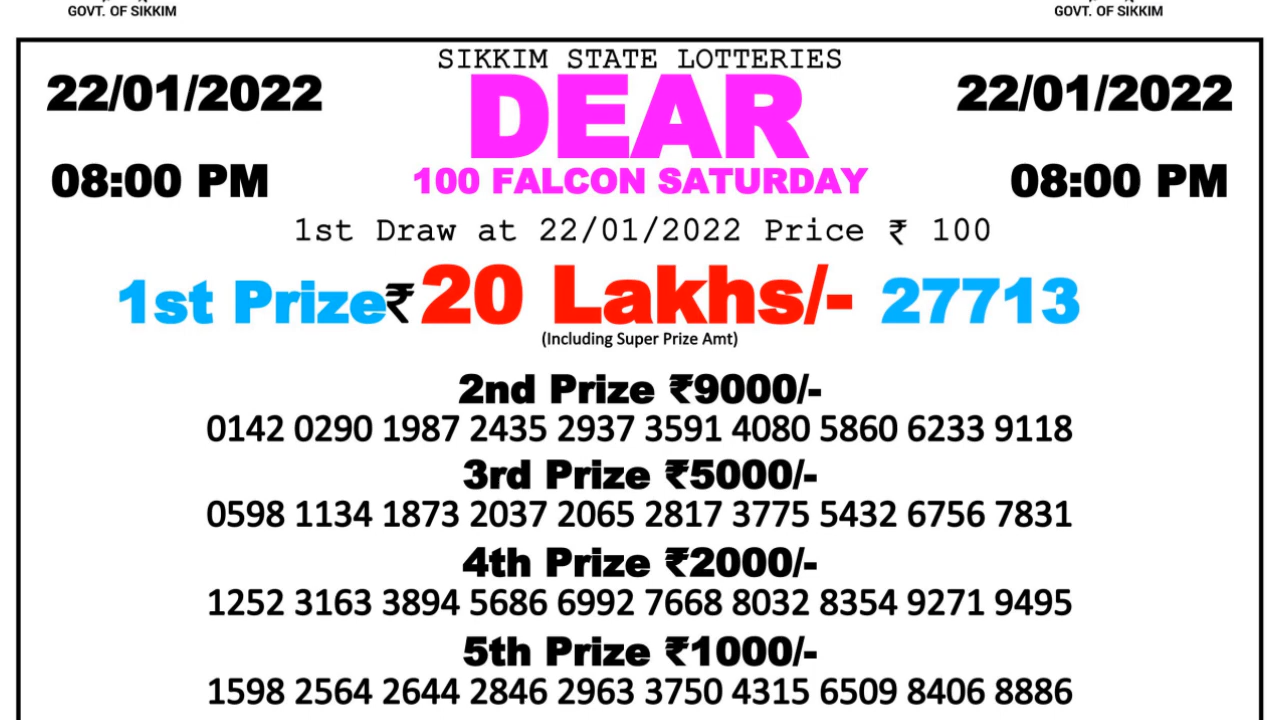 GOVT. OF SIKKIM GOVT. OF SIKKIM
SIKKIM STATE LOTTERIES
22/01/2022 DEAR 22/01/2022
08:00 PM 100 FALCON SATURDAY 08:00 PM
1st Draw at 22/01/2022 Price ₹ 100
1st Prize₹20 Lakhs/- 27713
(Including Super Prize Amt)
2nd Prize ₹9000/-
0142 0290 1987 2435 2937 3591 4080 5860 6233 9118
3rd Prize ₹5000/-
0598 1134 1873 2037 2065 2817 3775 5432 6756 7831
4th Prize ₹2000/-
1252 3163 3894 5686 6992 7668 8032 8354 9271 9495
5th Prize ₹1000/-
1598 2564 2644 2846 2963 3750 4315 6509 8406 8886